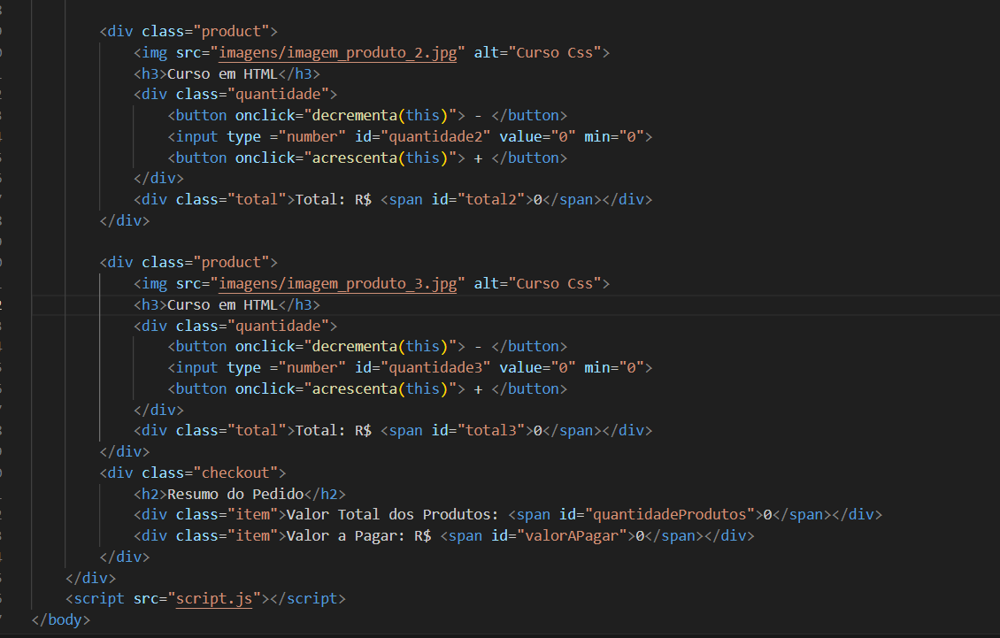 <div class="product">
<img src="imagens/imagem_produto_2.jpg" alt="Curso Css">
<h3>Curso em HTML</h3>
<div class="quantidade">
<button onclick="decrementa(this)"> - </button>
<input type ="number" id="quantidade2" value="0" min="0">
<button onclick="acrescenta(this)"> + </button>
</div>
<div class="total">Total: R$ <span id="total2">0</span></div>
</div>
<div class="product">
<img src="imagens/imagem_produto_3.jpg" alt="Curso Css">
<h3>Curso em HTML</h3>
<div class="quantidade">
<button onclick="decrementa(this)"> - </button>
<input type ="number" id="quantidade3" value="0" min="0">
<button onclick="acrescenta(this)"> + </button>
</div>
<div class="total">Total: R$ <span id="total3">0</span></div>
</div>
<div class="checkout">
<h2>Resumo do Pedido</h2>
<div class="item">Valor Total dos Produtos: <span id="quantidadeProdutos">0</span></div>
<div class="item">Valor a Pagar: R$ <span id="valorAPagar">0</span></div>
</div>
</div>
<script src="script.js"></script>
</body>